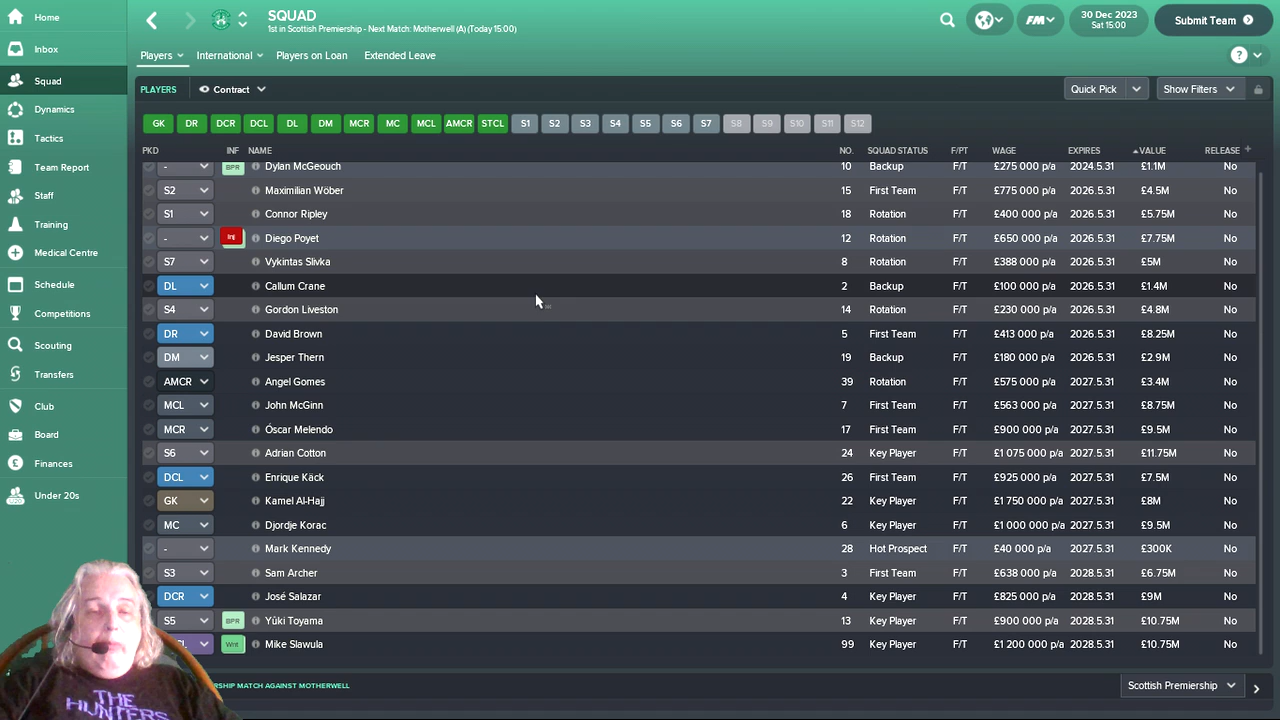 Home
Inbox
Squad
Dynamics
Tactics
Team Report
Staff
Training
Medical Centre
Schedule
Competitions
Scouting
Transfers
Club
Board
Finances
Under 20s
SQUAD
1st in Scottish Premiership - Next Match: Motherwell (A) (Today 15:00)
FM
30 Dec 2023
Sat 15:00
Submit Team
Players International Players on Loan Extended Leave
?
PLAYERS Contract Quick Pick Show Filters
GK DR DCR DCL DL DM MCR MC MCL AMCR STCL S1 S2 S3 S4 S5 S6 S7 S8 S9 S10 S11 S12
PKD INF NAME NO. SQUAD STATUS F/PT WAGE EXPIRES VALUE RELEASE +
- BPR Dylan McGeouch 10 Backup F/T £275 000 p/a 2024.5.31 £1.1M No
S2 Maximilian Wöber 15 First Team F/T £775 000 p/a 2026.5.31 £4.5M No
S1 Connor Ripley 18 Rotation F/T £400 000 p/a 2026.5.31 £5.75M No
- Inj Diego Poyet 12 Rotation F/T £650 000 p/a 2026.5.31 £7.75M No
S7 Vykintas Slivka 8 Rotation F/T £388 000 p/a 2026.5.31 £5M No
DL Callum Crane 2 Backup F/T £100 000 p/a 2026.5.31 £1.4M No
S4 Gordon Liveston 14 Rotation F/T £230 000 p/a 2026.5.31 £4.8M No
DR David Brown 5 First Team F/T £413 000 p/a 2026.5.31 £8.25M No
DM Jesper Thern 19 Backup F/T £180 000 p/a 2026.5.31 £2.9M No
AMCR Angel Gomes 39 Rotation F/T £575 000 p/a 2027.5.31 £3.4M No
MCL John McGinn 7 First Team F/T £563 000 p/a 2027.5.31 £8.75M No
MCR Óscar Melendo 17 First Team F/T £900 000 p/a 2027.5.31 £9.5M No
S6 Adrian Cotton 24 Key Player F/T £1 075 000 p/a 2027.5.31 £11.75M No
DCL Enrique Käck 26 First Team F/T £925 000 p/a 2027.5.31 £7.5M No
GK Kamel Al-Hajj 22 Key Player F/T £1 750 000 p/a 2027.5.31 £8M No
MC Djordje Korac 6 Key Player F/T £1 000 000 p/a 2027.5.31 £9.5M No
- Mark Kennedy 28 Hot Prospect F/T £40 000 p/a 2027.5.31 £300K No
S3 Sam Archer 3 First Team F/T £638 000 p/a 2028.5.31 £6.75M No
DCR José Salazar 4 Key Player F/T £825 000 p/a 2028.5.31 £9M No
S5 BPR Yūki Toyama 13 Key Player F/T £900 000 p/a 2028.5.31 £10.75M No
Wnt Mike Slawula 99 Key Player F/T £1 200 000 p/a 2028.5.31 £10.75M No
MATCH AGAINST MOTHERWELL Scottish Premiership
THE
HUNTERS